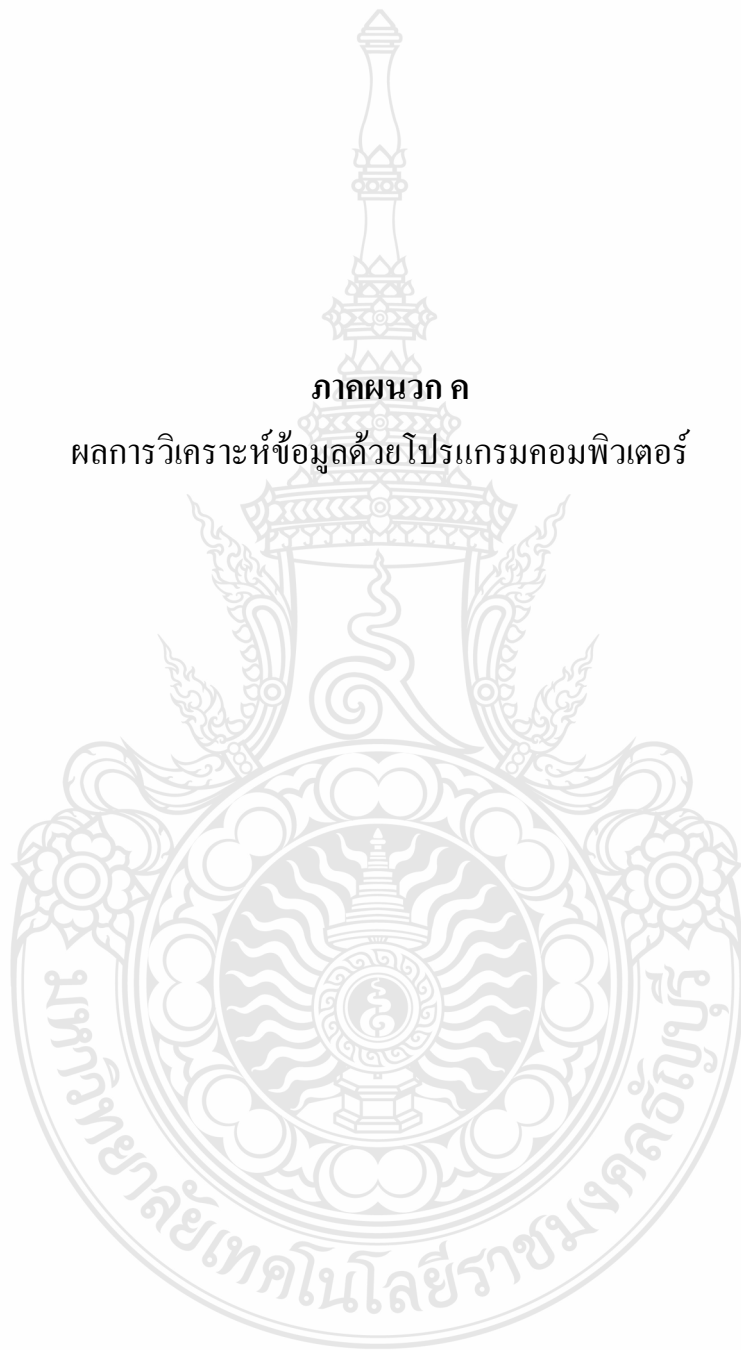 ภาคผนวก ค
ผลการวิเคราะห์ข้อมูลด้วยโปรแกรมคอมพิวเตอร์
มหาวิทยาลัยเทคโนโลยีราชมงคลธัญบุรี